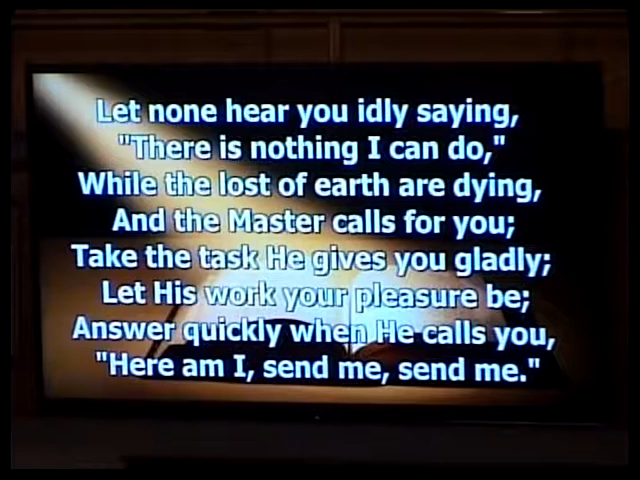 Let none hear you idly saying,
"There is nothing I can do,"
While the lost of earth are dying,
And the Master calls for you;
Take the task He gives you gladly;
Let His work your pleasure be;
Answer quickly when He calls you,
"Here am I, send me, send me."